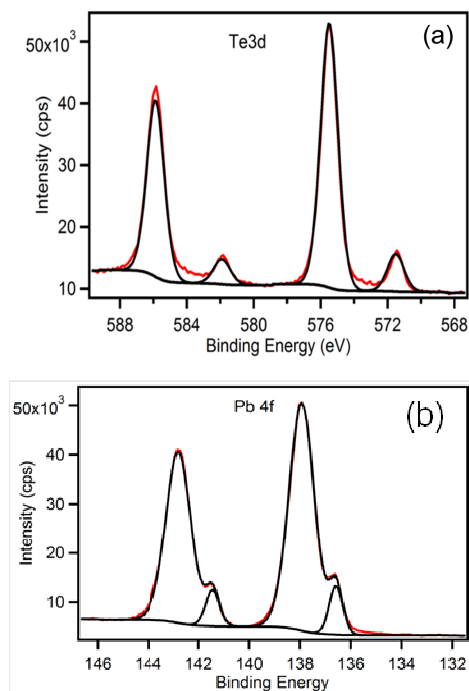 Te3d
(a)
50x10³
40
30
20
10
Intensity (cps)
588 584 580 576 572 568
Binding Energy (eV)
Pb 4f
(b)
50x10³
40
30
20
10
Intensity (cps)
146 144 142 140 138 136 134 132
Binding Energy